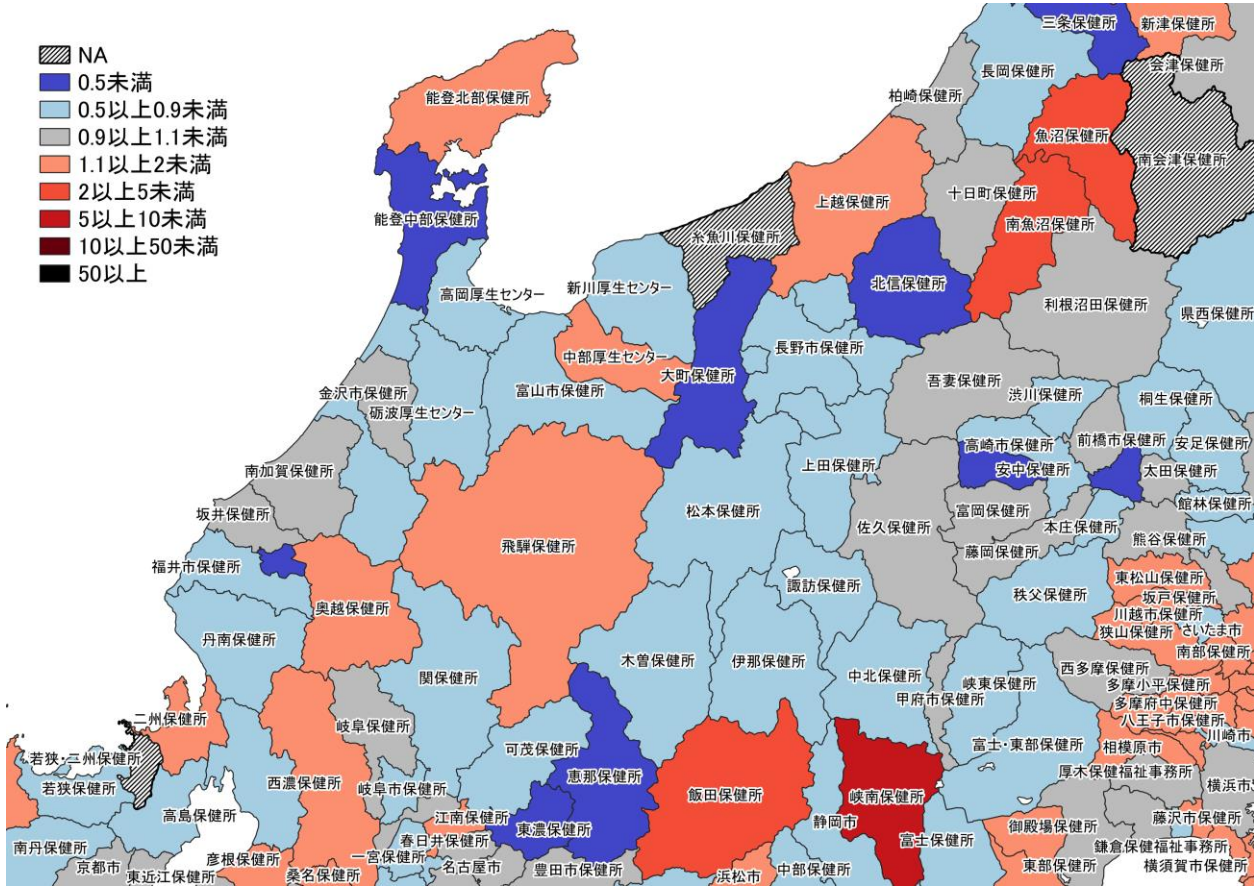 NA
0.5未満
0.5以上0.9未満
0.9以上1.1未満
1.1以上2未満
2以上5未満
5以上10未満
10以上50未満
50以上
三条保健所
新津保健所
会津保健所
長岡保健所
柏崎保健所
能登北部保健所
魚沼保健所
南会津保健所
十日町保健所
上越保健所
能登中部保健所
南魚沼保健所
糸魚川保健所
北信保健所
新川厚生センター
高岡厚生センター
利根沼田保健所
県西保健所
長野市保健所
中部厚生センター
大町保健所
吾妻保健所
金沢市保健所
富山市保健所
渋川保健所
桐生保健所
砺波厚生センター
高崎市保健所
前橋市保健所
安足保健所
南加賀保健所
上田保健所
安中保健所
太田保健所
松本保健所
富岡保健所
館林保健所
坂井保健所
佐久保健所
本庄保健所
熊谷保健所
飛騨保健所
藤岡保健所
福井市保健所
東松山保健所
諏訪保健所
秩父保健所
坂戸保健所
奥越保健所
川越市保健所
狭山保健所
さいたま市
丹南保健所
木曽保健所
伊那保健所
南部保健所
西多摩保健所
関保健所
中北保健所
峡東保健所
多摩小平保健所
甲府市保健所
多摩府中保健所
二州保健所
岐阜保健所
八王子市保健所
川崎市
可茂保健所
富士・東部保健所
相模原市
若狭・二州保健所
恵那保健所
厚木保健福祉事務所
若狭保健所
西濃保健所
岐阜市保健所
飯田保健所
峡南保健所
横浜市
高島保健所
江南保健所
静岡市
藤沢市保健所
東濃保健所
御殿場保健所
春日井保健所
富士保健所
南丹保健所
鎌倉保健福祉事務所
一宮保健所
彦根保健所
京都市
名古屋市
豊田市保健所
中部保健所
東部保健所
横須賀市保健所
東近江保健所
桑名保健所
浜松市